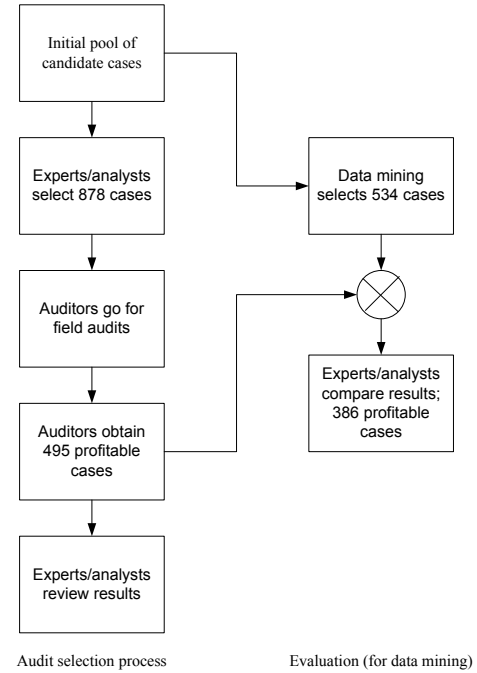 Initial pool of
candidate cases
Experts/analysts
select 878 cases
Data mining
selects 534 cases
Auditors go for
field audits
Experts/analysts
compare results;
386 profitable
cases
Auditors obtain
495 profitable
cases
Experts/analysts
review results
Audit selection process
Evaluation (for data mining)